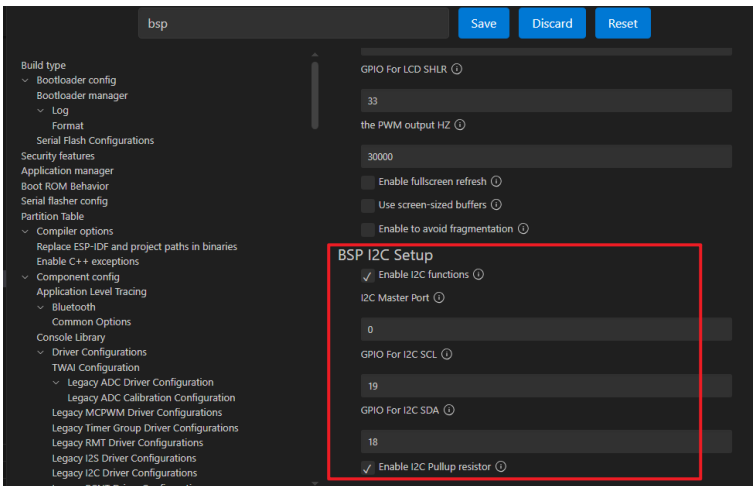 bsp
Save
Discard
Reset
Build type
Bootloader config
Bootloader manager
Log
Format
Serial Flash Configurations
Security features
Application manager
Boot ROM Behavior
Serial flasher config
Partition Table
Compiler options
Replace ESP-IDF and project paths in binaries
Enable C++ exceptions
Component config
Application Level Tracing
Bluetooth
Common Options
Console Library
Driver Configurations
TWAI Configuration
Legacy ADC Driver Configuration
Legacy ADC Calibration Configuration
Legacy MCPWM Driver Configurations
Legacy Timer Group Driver Configurations
Legacy RMT Driver Configurations
Legacy I2S Driver Configurations
Legacy I2C Driver Configurations
GPIO For LCD SHLR
33
the PWM output HZ
30000
Enable fullscreen refresh
Use screen-sized buffers
Enable to avoid fragmentation
BSP I2C Setup
Enable I2C functions
I2C Master Port
0
GPIO For I2C SCL
19
GPIO For I2C SDA
18
Enable I2C Pullup resistor